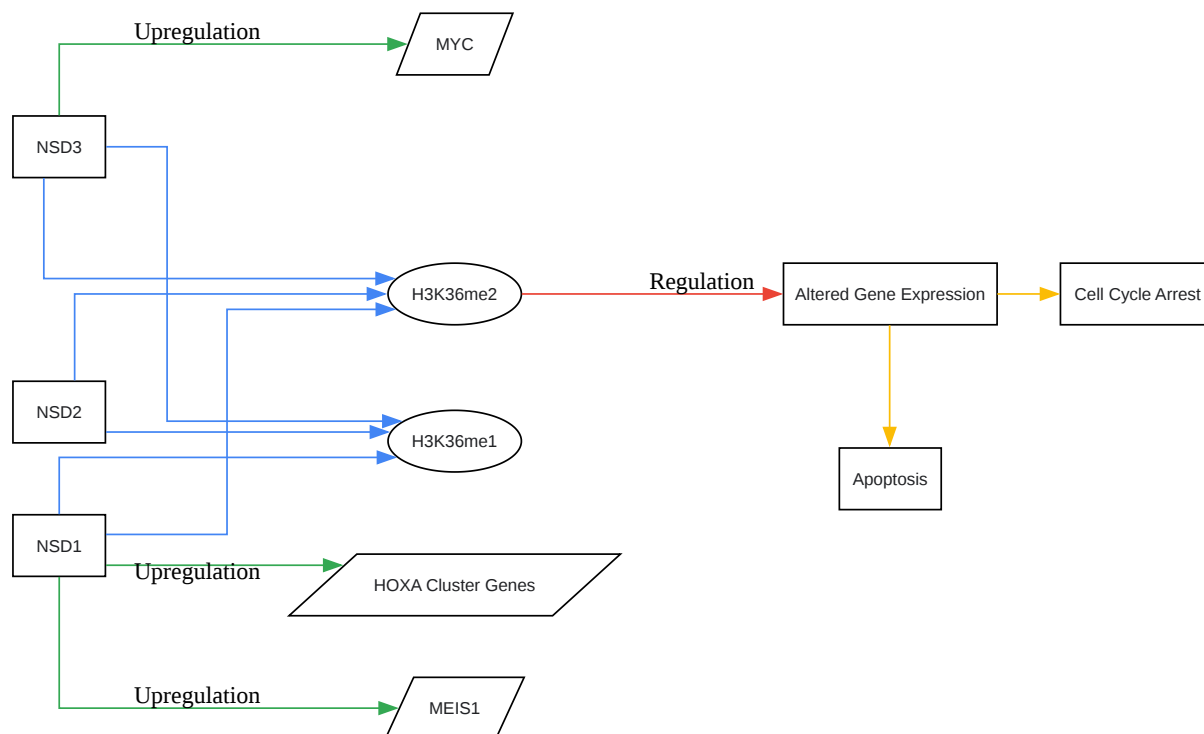 Upregulation
MYC
NSD3
H3K36me2
Regulation
Altered Gene Expression
Cell Cycle Arrest
NSD2
H3K36me1
Apoptosis
NSD1
Upregulation
HOXA Cluster Genes
Upregulation
MEIS1